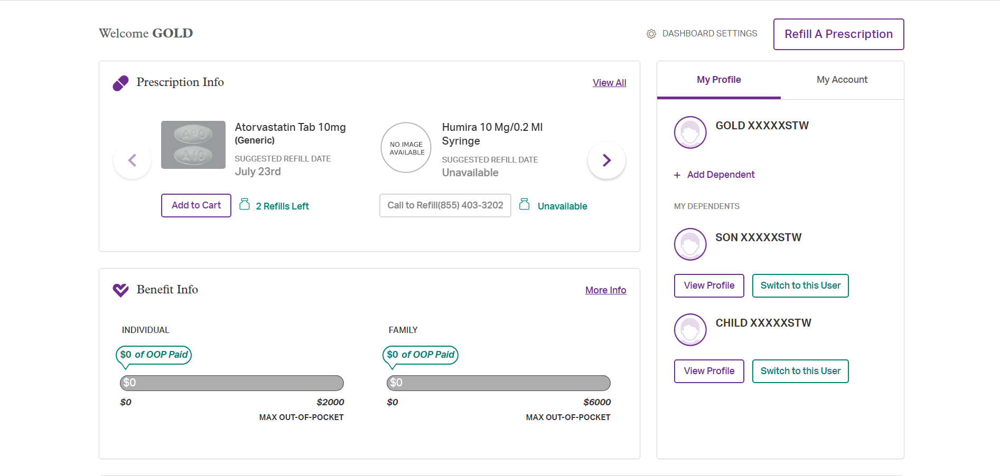 Welcome GOLD
DASHBOARD SETTINGS
Refill A Prescription
Prescription Info
View All
APO
A10
Atorvastatin Tab 10mg
(Generic)
SUGGESTED REFILL DATE
July 23rd
Add to Cart
2 Refills Left
NO IMAGE
AVAILABLE
Humira 10 Mg/0.2 Ml
Syringe
SUGGESTED REFILL DATE
Unavailable
Call to Refill(855) 403-3202
Unavailable
Benefit Info
More Info
INDIVIDUAL
$0 of OOP Paid
$0
$0
$2000
MAX OUT-OF-POCKET
FAMILY
$0 of OOP Paid
$0
$0
$6000
MAX OUT-OF-POCKET
My Profile
My Account
GOLD XXXXXSTW
+ Add Dependent
MY DEPENDENTS
SON XXXXXSTW
View Profile
Switch to this User
CHILD XXXXXSTW
View Profile
Switch to this User